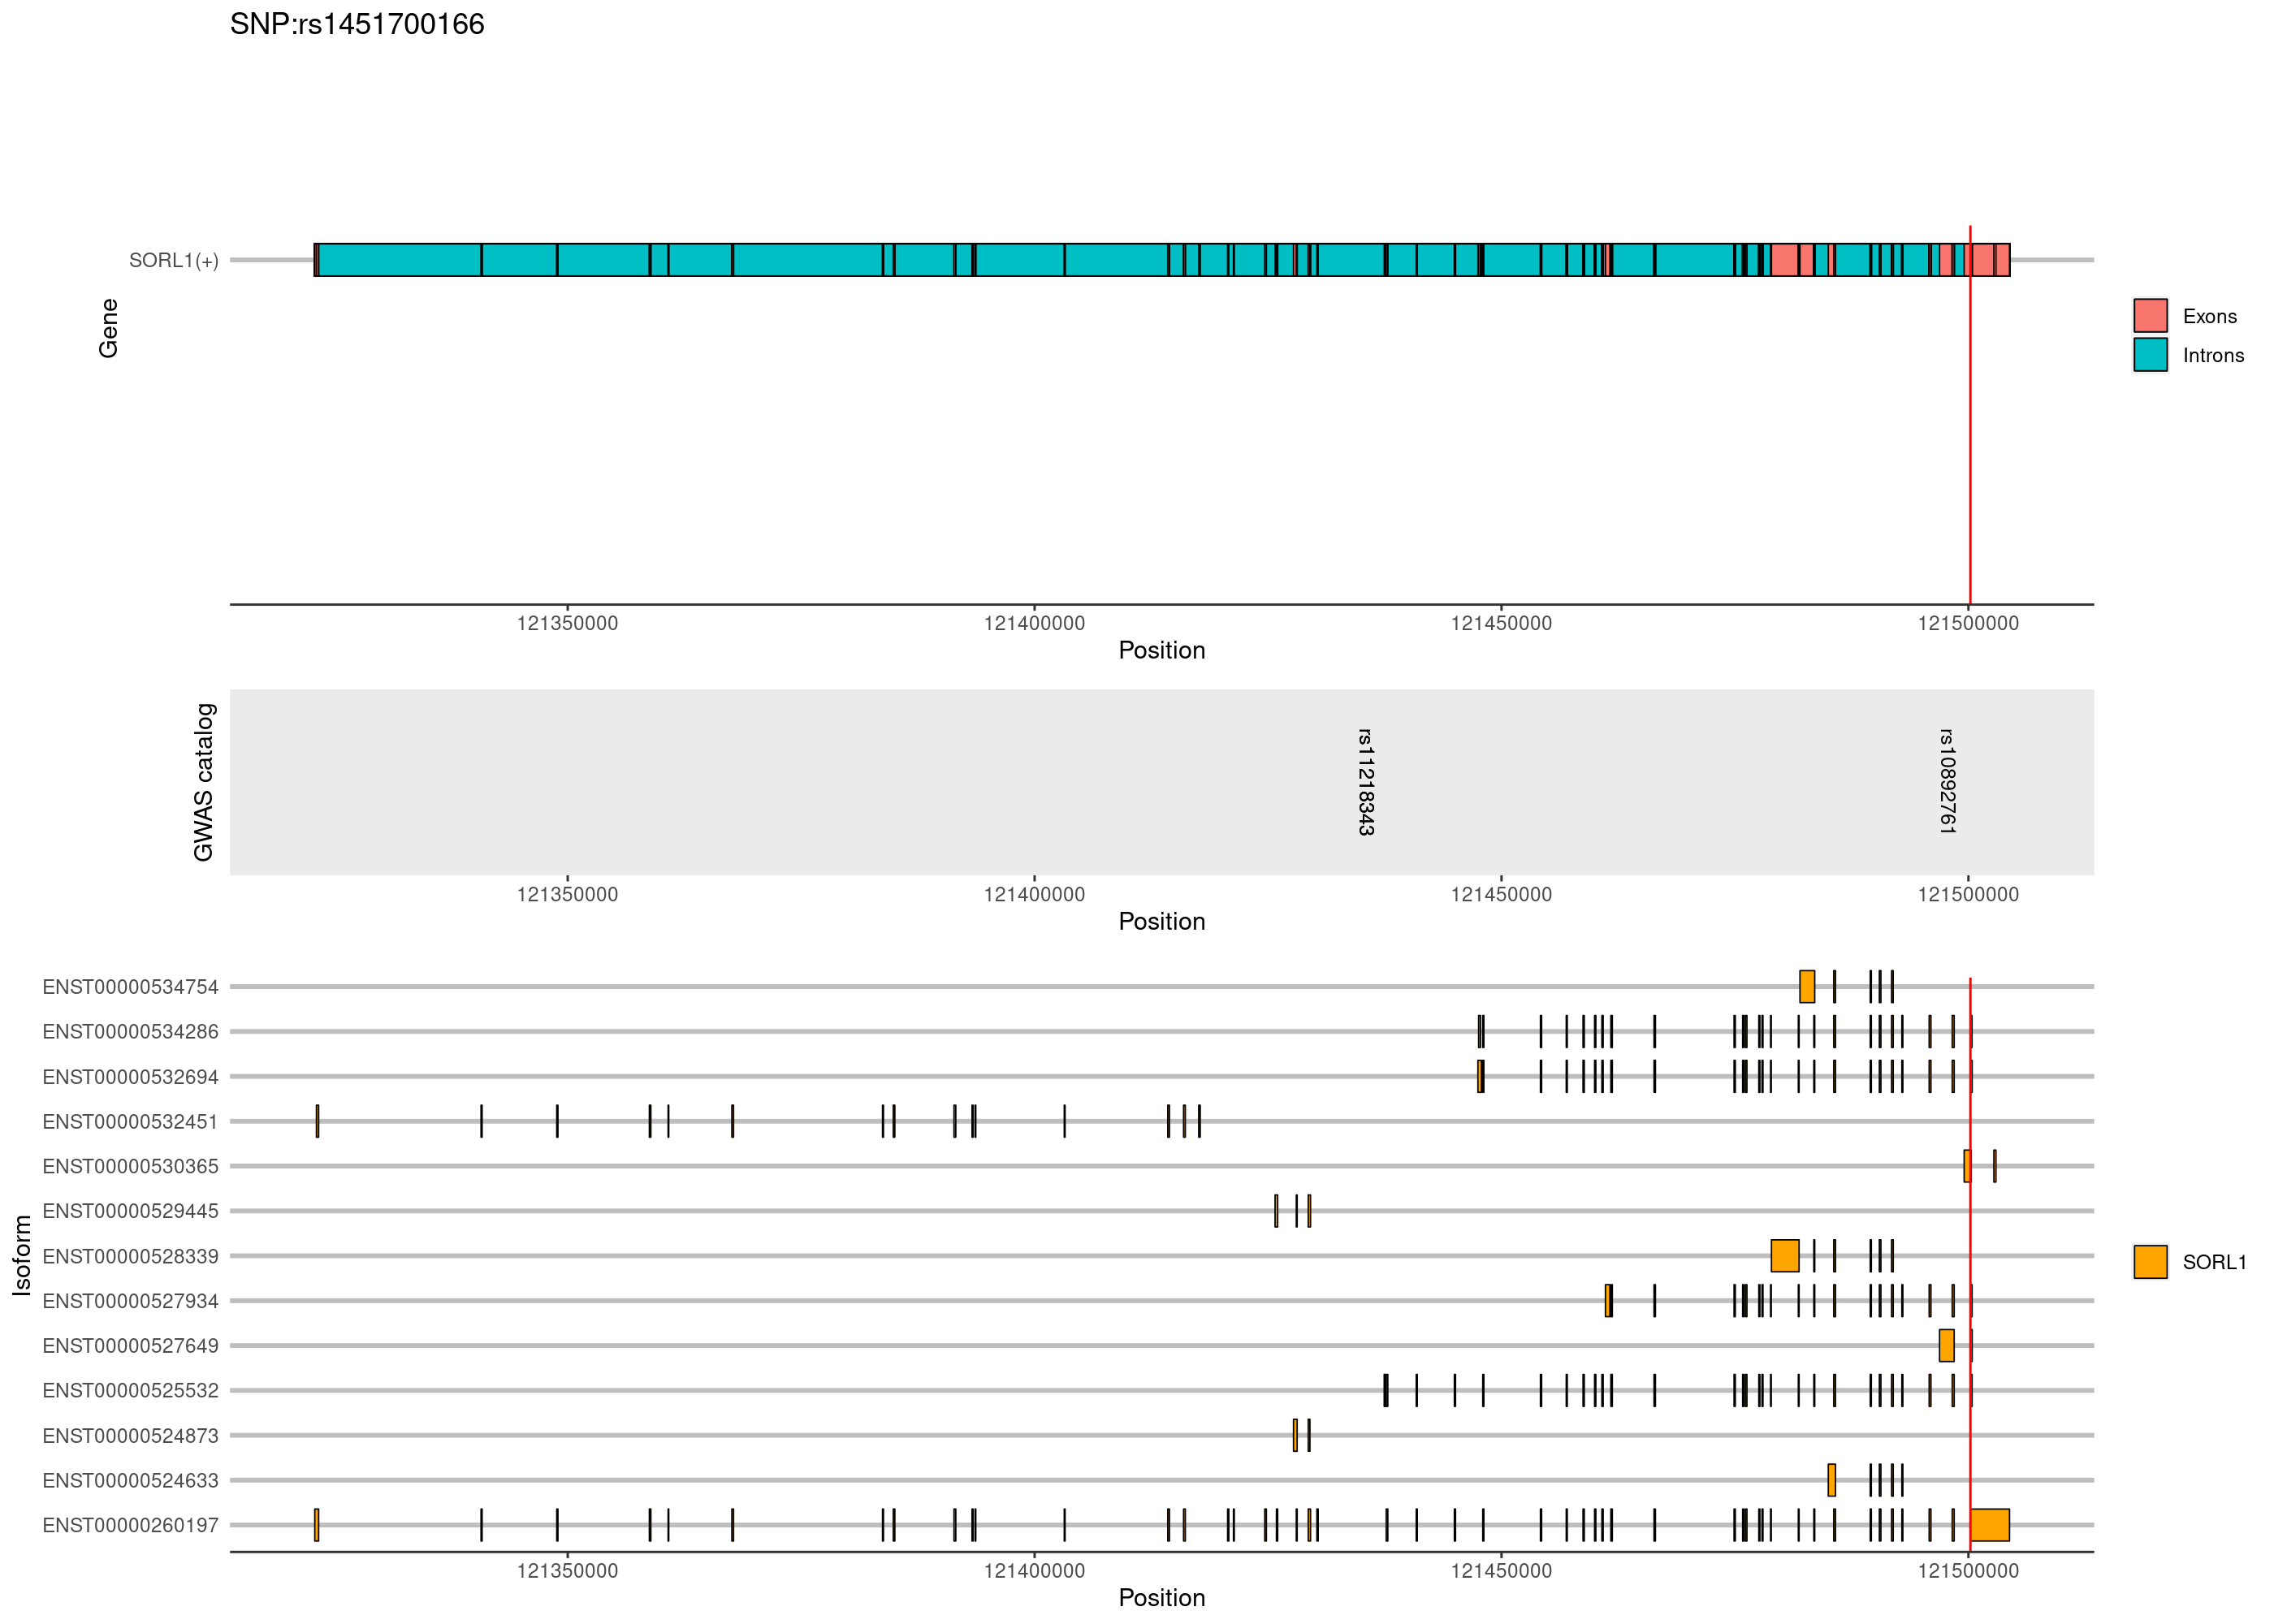 SNP:rs1451700166
SORL1(+)
Gene
Exons
Introns
121350000 121400000 121450000 121500000
Position
GWAS catalog
rs11218343
rs10892761
121350000 121400000 121450000 121500000
Position
Isoform
ENST00000534754
ENST00000534286
ENST00000532694
ENST00000532451
ENST00000530365
ENST00000529445
ENST00000528339
ENST00000527934
ENST00000527649
ENST00000525532
ENST00000524873
ENST00000524633
ENST00000260197
SORL1
121350000 121400000 121450000 121500000
Position